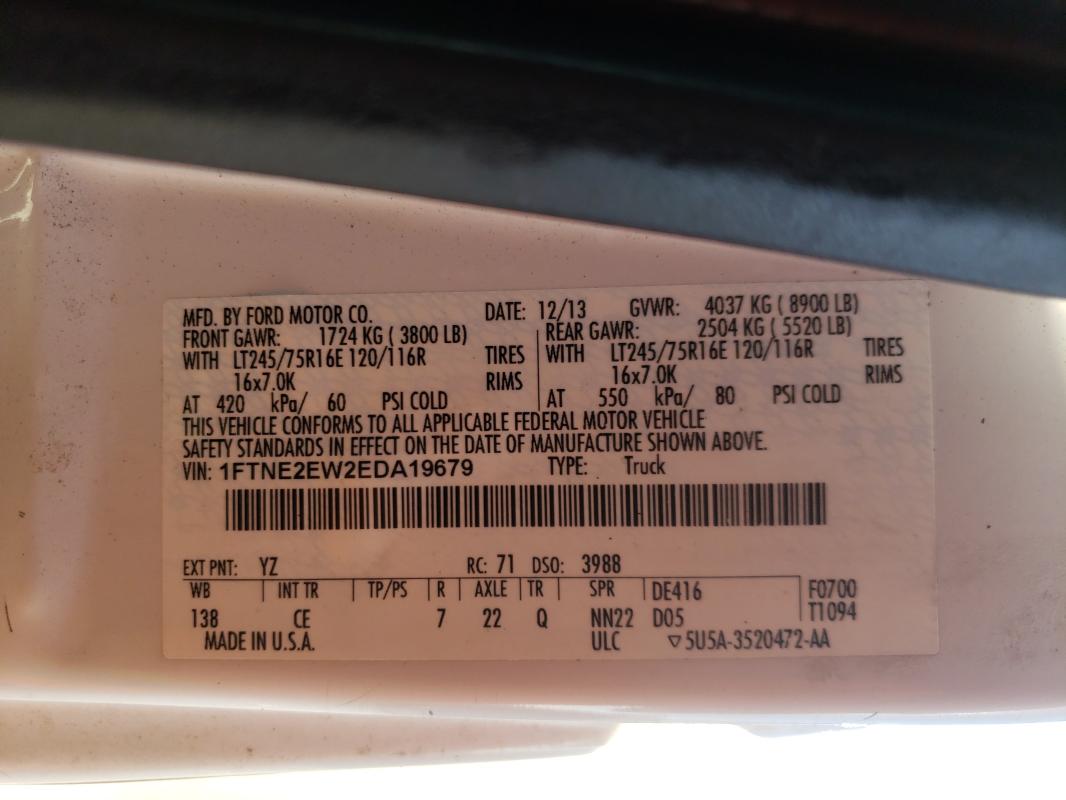 MFD. BY FORD MOTOR CO. DATE: 12/13 GVWR: 4037 KG ( 8900 LB)
FRONT GAWR: 1724 KG ( 3800 LB) REAR GAWR: 2504 KG ( 5520 LB)
WITH LT245/75R16E 120/116R TIRES WITH LT245/75R16E 120/116R TIRES
16x7.0K RIMS 16x7.0K RIMS
AT 420 kPa/ 60 PSI COLD AT 550 kPa/ 80 PSI COLD
THIS VEHICLE CONFORMS TO ALL APPLICABLE FEDERAL MOTOR VEHICLE
SAFETY STANDARDS IN EFFECT ON THE DATE OF MANUFACTURE SHOWN ABOVE.
VIN: 1FTNE2EW2EDA19679 TYPE: Truck
EXT PNT: YZ RC: 71 DSO: 3988
WB INT TR TP/PS R AXLE TR SPR DE416 F0700
138 CE 7 22 Q NN22 D05 T1094
MADE IN U.S.A. ULC ▽5U5A-3520472-AA